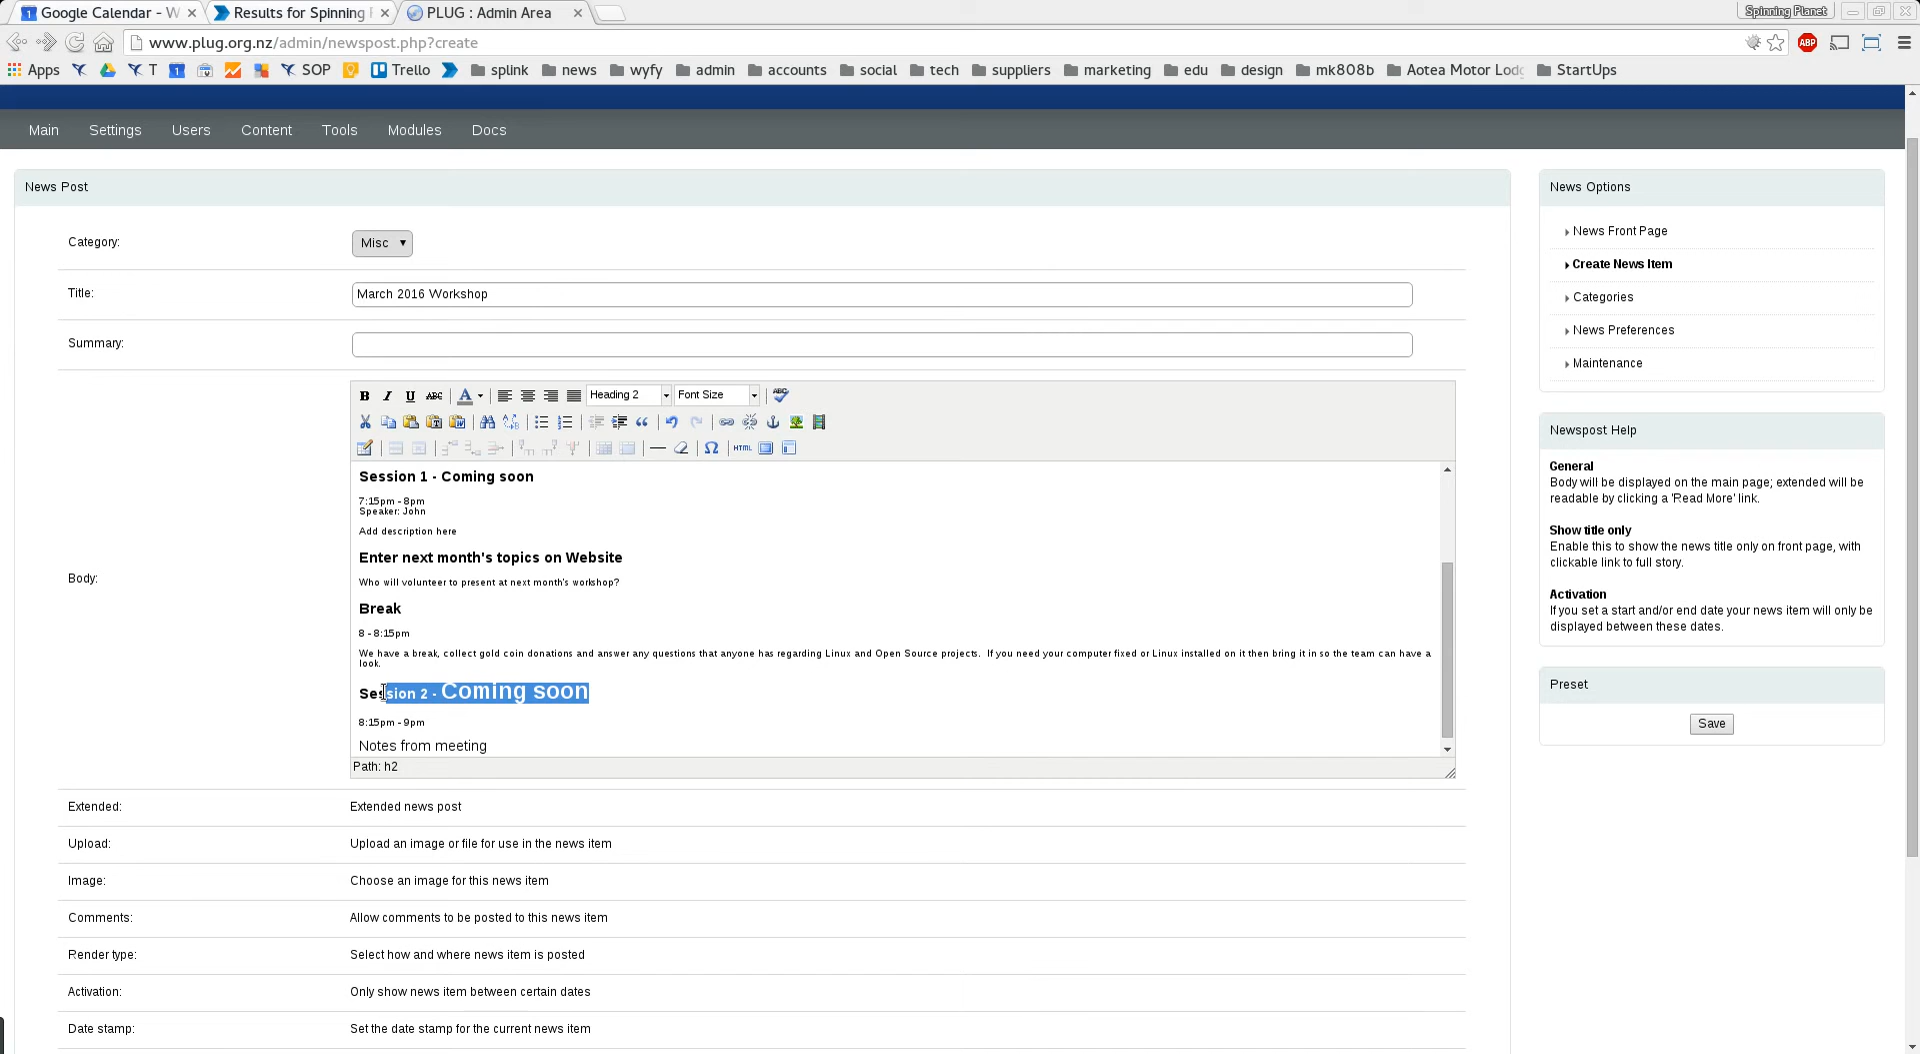 Google Calendar - W
Results for Spinning
PLUG : Admin Area
Spinning Planet
www.plug.org.nz/admin/newspost.php?create
ABP
Apps
T
1
SOP
Trello
splink
news
wyfy
admin
accounts
social
tech
suppliers
marketing
edu
design
mk808b
Aotea Motor Lod
StartUps
Main
Settings
Users
Content
Tools
Modules
Docs
News Post
Category:
Misc
Title:
March 2016 Workshop
Summary:
Body:
B I U ABC A
Heading 2
Font Size
ABC
HTML
Session 1 - Coming soon
7:15pm - 8pm
Speaker: John
Add description here
Enter next month's topics on Website
Who will volunteer to present at next month's workshop?
Break
8 - 8:15pm
We have a break, collect gold coin donations and answer any questions that anyone has regarding Linux and Open Source projects.  If you need your computer fixed or Linux installed on it then bring it in so the team can have a
look.
Session 2 - Coming soon
8:15pm - 9pm
Notes from meeting
Path: h2
Extended:
Extended news post
Upload:
Upload an image or file for use in the news item
Image:
Choose an image for this news item
Comments:
Allow comments to be posted to this news item
Render type:
Select how and where news item is posted
Activation:
Only show news item between certain dates
Date stamp:
Set the date stamp for the current news item
News Options
News Front Page
Create News Item
Categories
News Preferences
Maintenance
Newspost Help
General
Body will be displayed on the main page; extended will be
readable by clicking a 'Read More' link.
Show title only
Enable this to show the news title only on front page, with
clickable link to full story.
Activation
If you set a start and/or end date your news item will only be
displayed between these dates.
Preset
Save